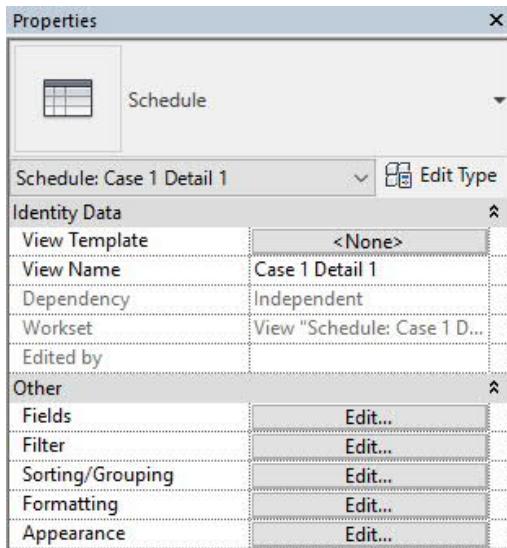 Properties
Schedule
Schedule: Case 1 Detail 1 Edit Type
Identity Data
View Template <None>
View Name Case 1 Detail 1
Dependency Independent
Workset View "Schedule: Case 1 D...
Edited by
Other
Fields Edit...
Filter Edit...
Sorting/Grouping Edit...
Formatting Edit...
Appearance Edit...